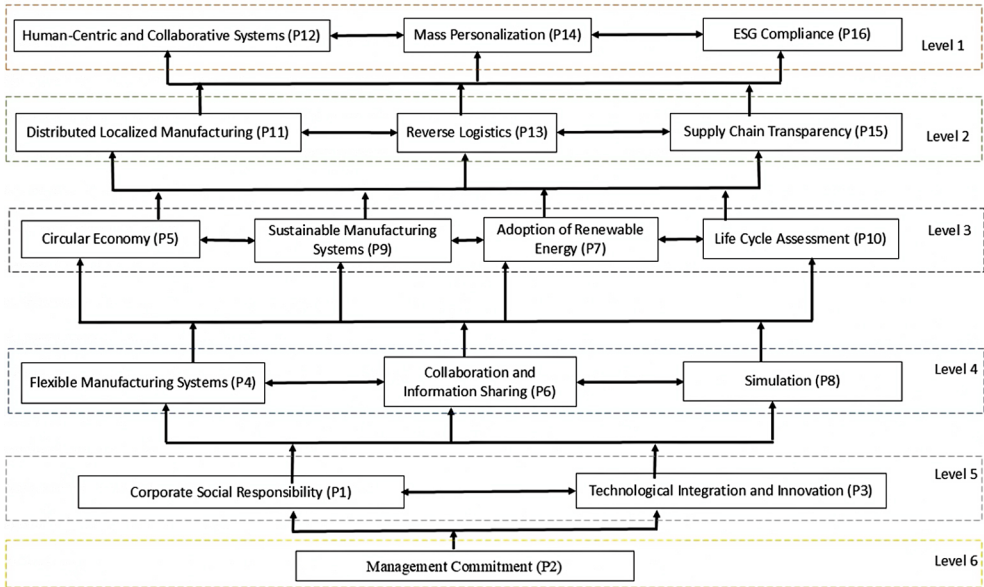 Human-Centric and Collaborative Systems (P12)
Mass Personalization (P14)
ESG Compliance (P16)
Level 1
Distributed Localized Manufacturing (P11)
Reverse Logistics (P13)
Supply Chain Transparency (P15)
Level 2
Circular Economy (P5)
Sustainable Manufacturing
Systems (P9)
Adoption of Renewable
Energy (P7)
Life Cycle Assessment (P10)
Level 3
Flexible Manufacturing Systems (P4)
Collaboration and
Information Sharing (P6)
Simulation (P8)
Level 4
Corporate Social Responsibility (P1)
Technological Integration and Innovation (P3)
Level 5
Management Commitment (P2)
Level 6